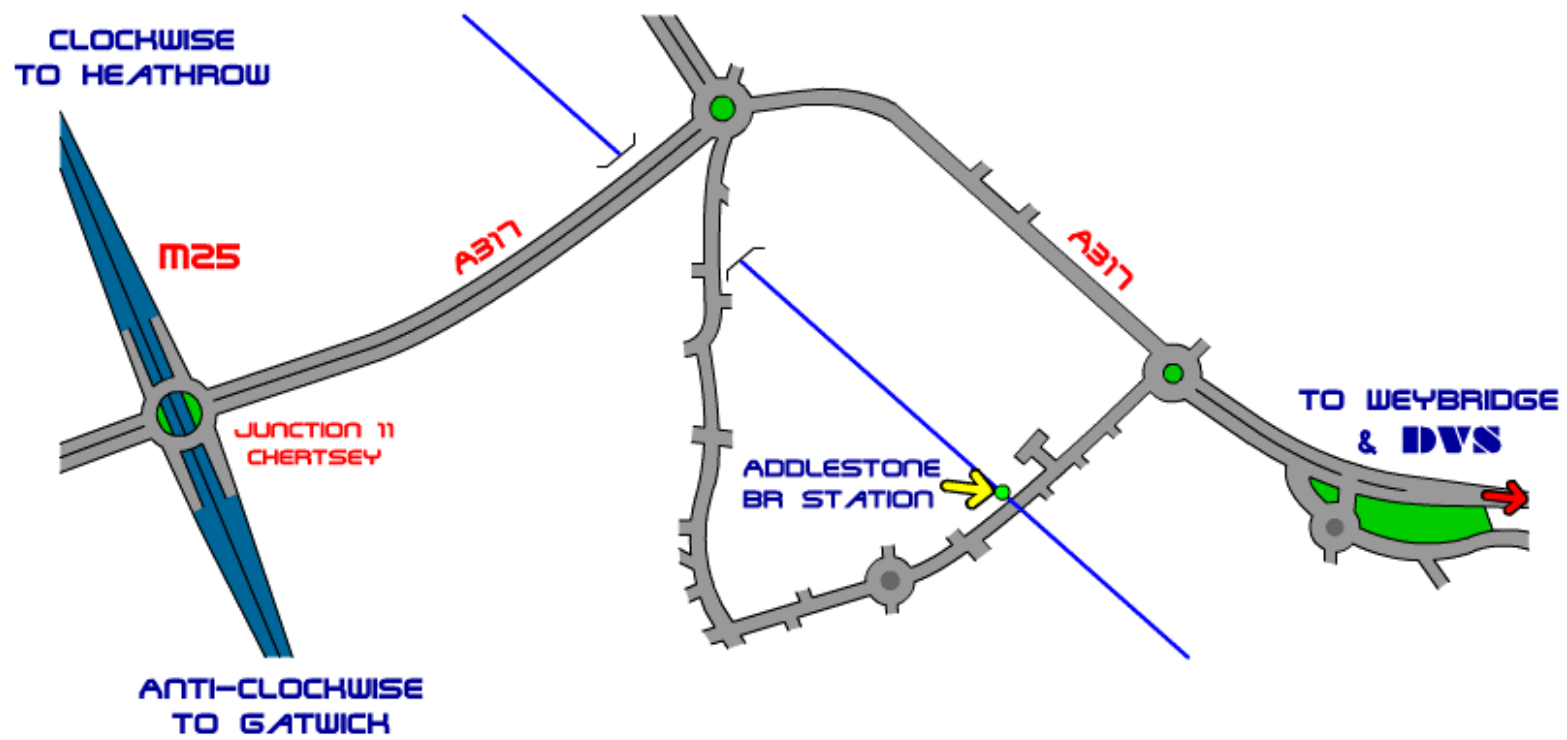 CLOCKWISE
TO HEATHROW
M25
A317
A317
JUNCTION 11
CHERTSEY
TO WEYBRIDGE
& DVS
ADDLESTONE
BR STATION
ANTI-CLOCKWISE
TO GATWICK